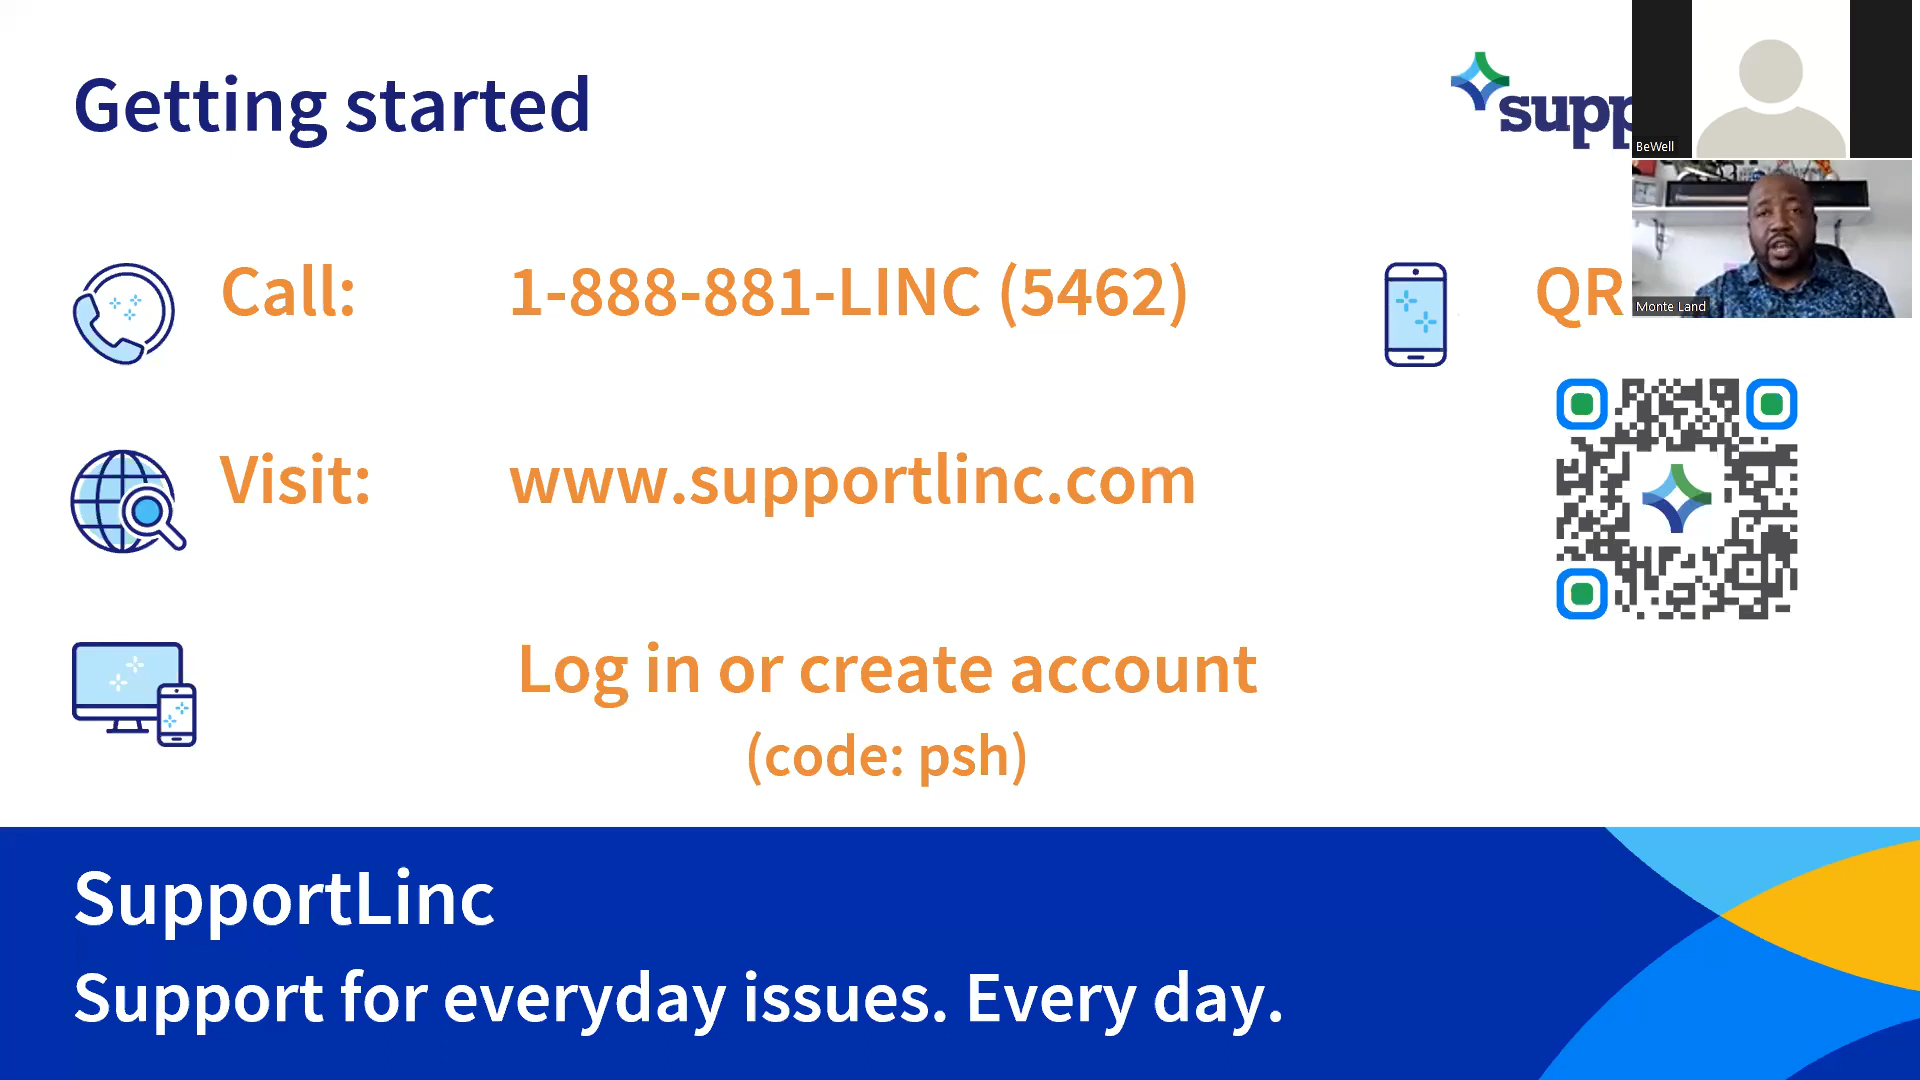 Getting started
supp
BeWell
Monte Land
Call: 1-888-881-LINC (5462)
QR
Visit: www.supportlinc.com
Log in or create account
(code: psh)
SupportLinc
Support for everyday issues. Every day.